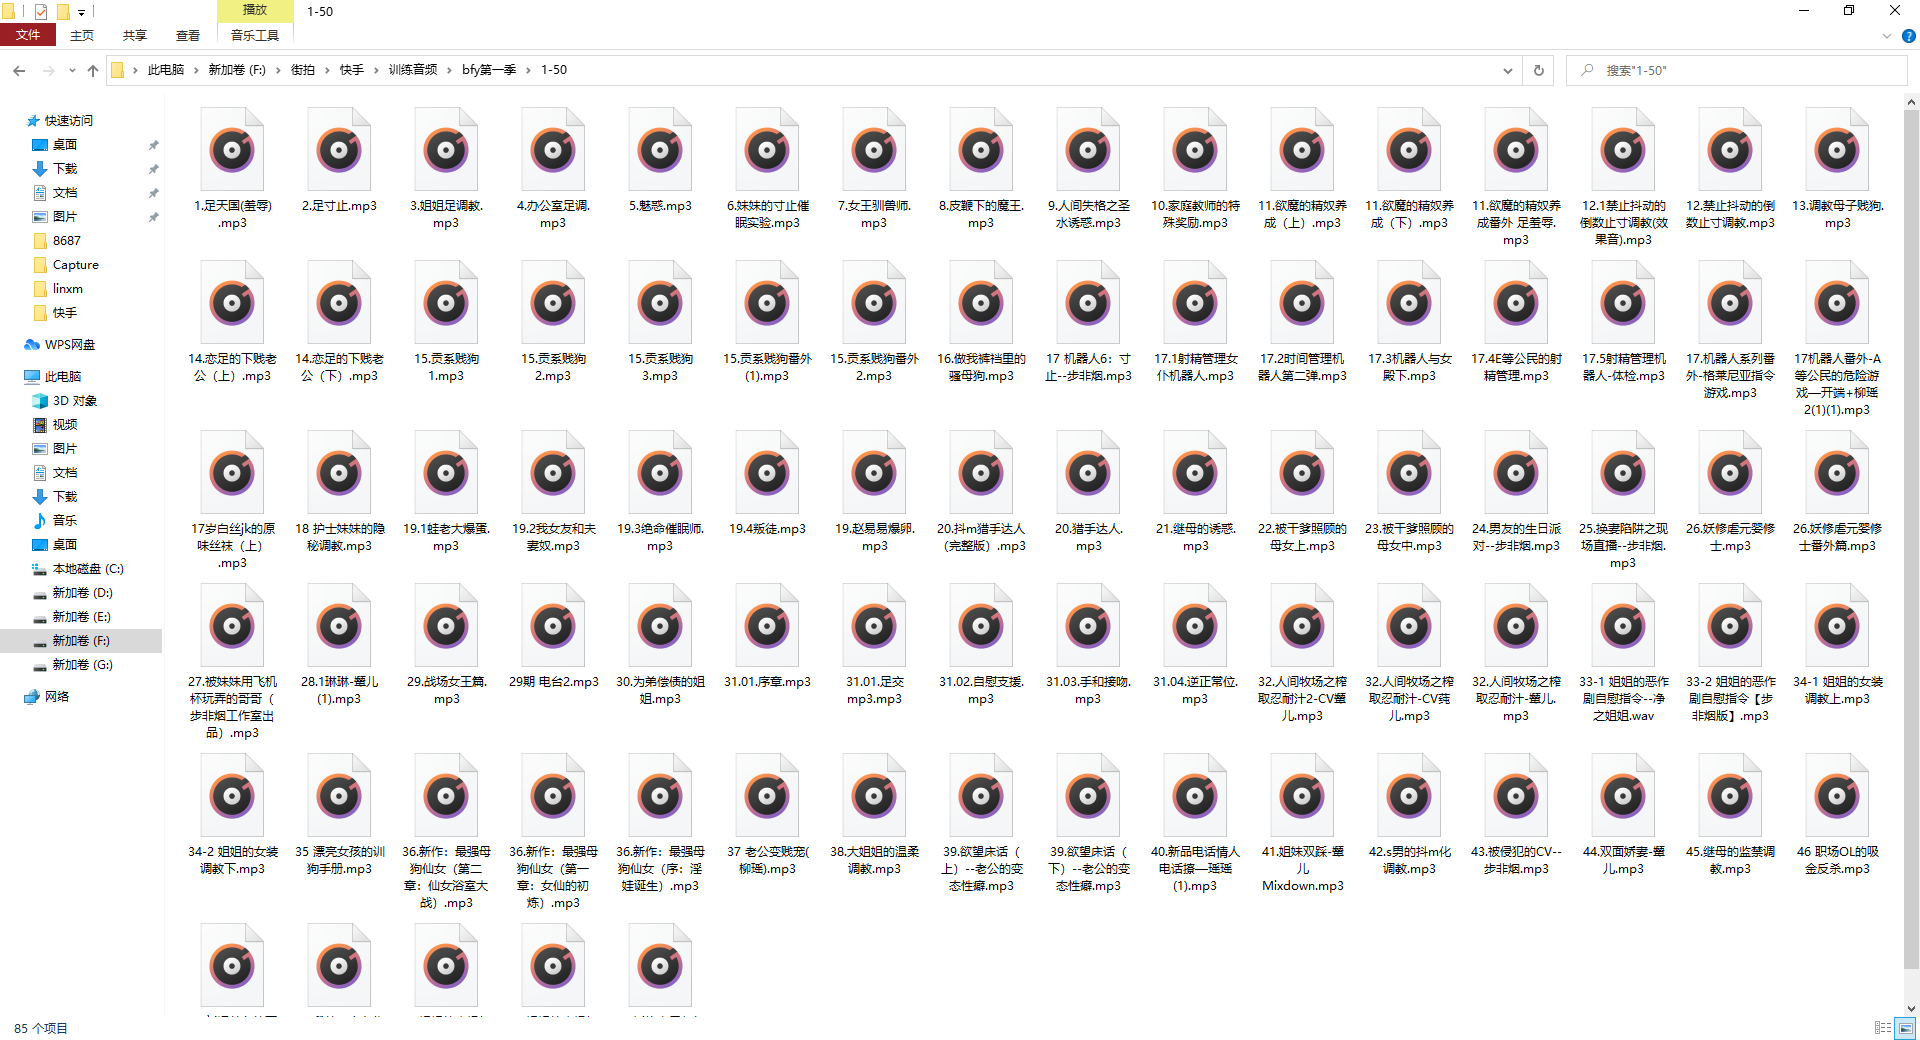 播放
1-50
文件
主页
共享
查看
音乐工具
此电脑 › 新加卷 (F:) › 街拍 › 快手 › 训练音频 › bfy第一季 › 1-50
搜索"1-50"
快速访问
桌面
下载
文档
图片
8687
Capture
linxm
快手
WPS网盘
此电脑
3D 对象
视频
图片
文档
下载
音乐
桌面
本地磁盘 (C:)
新加卷 (D:)
新加卷 (E:)
新加卷 (F:)
新加卷 (G:)
网络
1.足天国(羞辱)
.mp3
2.足寸止.mp3
3.姐姐足调教.
mp3
4.办公室足调.
mp3
5.魅惑.mp3
6.妹妹的寸止催
眠实验.mp3
7.女王驯兽师.
mp3
8.皮鞭下的魔王.
mp3
9.人间失格之圣
水诱惑.mp3
10.家庭教师的特
殊奖励.mp3
11.欲魔的精奴养
成（上）.mp3
11.欲魔的精奴养
成（下）.mp3
11.欲魔的精奴养
成番外 足羞辱.
mp3
12.1禁止抖动的
倒数止寸调教(效
果音).mp3
12.禁止抖动的倒
数止寸调教.mp3
13.调教母子贱狗.
mp3
14.恋足的下贱老
公（上）.mp3
14.恋足的下贱老
公（下）.mp3
15.贡系贱狗
1.mp3
15.贡系贱狗
2.mp3
15.贡系贱狗
3.mp3
15.贡系贱狗番外
(1).mp3
15.贡系贱狗番外
2.mp3
16.做我裤裆里的
骚母狗.mp3
17 机器人6：寸
止--步非烟.mp3
17.1射精管理女
仆机器人.mp3
17.2时间管理机
器人第二弹.mp3
17.3机器人与女
殿下.mp3
17.4E等公民的射
精管理.mp3
17.5射精管理机
器人-体检.mp3
17.机器人系列番
外-格莱尼亚指令
游戏.mp3
17机器人番外-A
等公民的危险游
戏—开端+柳瑶
2(1)(1).mp3
17岁白丝jk的原
味丝袜（上）
.mp3
18 护士妹妹的隐
秘调教.mp3
19.1蛙老大爆蛋.
mp3
19.2我女友和夫
妻奴.mp3
19.3绝命催眠师.
mp3
19.4叛徒.mp3
19.赵易易爆卵.
mp3
20.抖m猎手达人
（完整版）.mp3
20.猎手达人.
mp3
21.继母的诱惑.
mp3
22.被干爹照顾的
母女上.mp3
23.被干爹照顾的
母女中.mp3
24.男友的生日派
对--步非烟.mp3
25.换妻陷阱之现
场直播--步非烟.
mp3
26.妖修虐元婴修
士.mp3
26.妖修虐元婴修
士番外篇.mp3
27.被妹妹用飞机
杯玩弄的哥哥（
步非烟工作室出
品）.mp3
28.1琳琳-颦儿
(1).mp3
29.战场女王篇.
mp3
29期 电台2.mp3
30.为弟偿债的姐
姐.mp3
31.01.序章.mp3
31.01.足交
mp3.mp3
31.02.自慰支援.
mp3
31.03.手和接吻.
mp3
31.04.逆正常位.
mp3
32.人间牧场之榨
取忍耐汁2-CV颦
儿.mp3
32.人间牧场之榨
取忍耐汁-CV莼
儿.mp3
32.人间牧场之榨
取忍耐汁-颦儿.
mp3
33-1 姐姐的恶作
剧自慰指令--净
之姐姐.wav
33-2 姐姐的恶作
剧自慰指令【步
非烟版】.mp3
34-1 姐姐的女装
调教上.mp3
34-2 姐姐的女装
调教下.mp3
35 漂亮女孩的训
狗手册.mp3
36.新作：最强母
狗仙女（第二
章：仙女浴室大
战）.mp3
36.新作：最强母
狗仙女（第一
章：女仙的初
炼）.mp3
36.新作：最强母
狗仙女（序：淫
娃诞生）.mp3
37 老公变贱宠(
柳瑶).mp3
38.大姐姐的温柔
调教.mp3
39.欲望床话（
上）--老公的变
态性癖.mp3
39.欲望床话（
下）--老公的变
态性癖.mp3
40.新品电话情人
电话撩—瑶瑶
(1).mp3
41.姐妹双踩-颦
儿
Mixdown.mp3
42.s男的抖m化
调教.mp3
43.被侵犯的CV--
步非烟.mp3
44.双面娇妻-颦
儿.mp3
45.继母的监禁调
教.mp3
46 职场OL的吸
金反杀.mp3
85 个项目